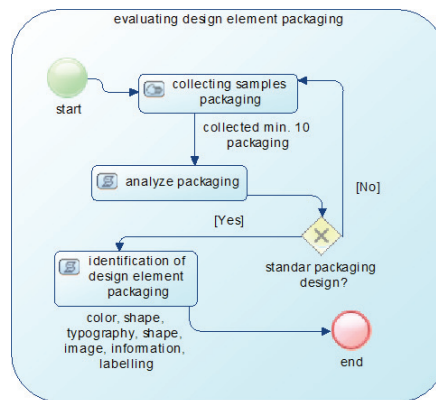 evaluating design element packaging
collecting samples
packaging
start
collected min. 10
packaging
analyze packaging
[No]
[Yes]
identification of
design element
packaging
standar packaging
design?
color, shape,
typography, shape,
image, information,
labelling
end